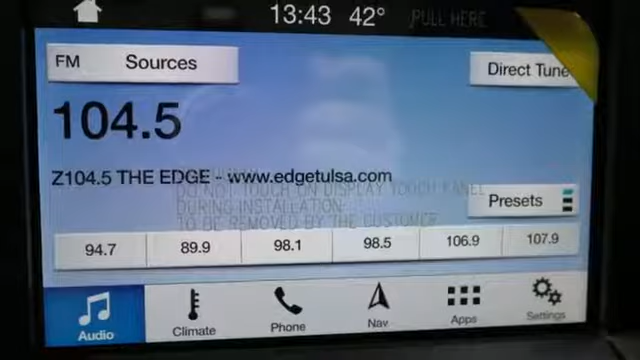 13:43 42° PULL HERE
FM Sources
Direct Tune
104.5
Z104.5 THE EDGE - www.edgetulsa.com
DO NOT TOUCH ON DISPLAY TOUCH PANEL
DURING INSTALLATION.
TO BE REMOVED BY THE CUSTOMER
Presets
94.7 89.9 98.1 98.5 106.9 107.9
Audio Climate Phone Nav Apps Settings